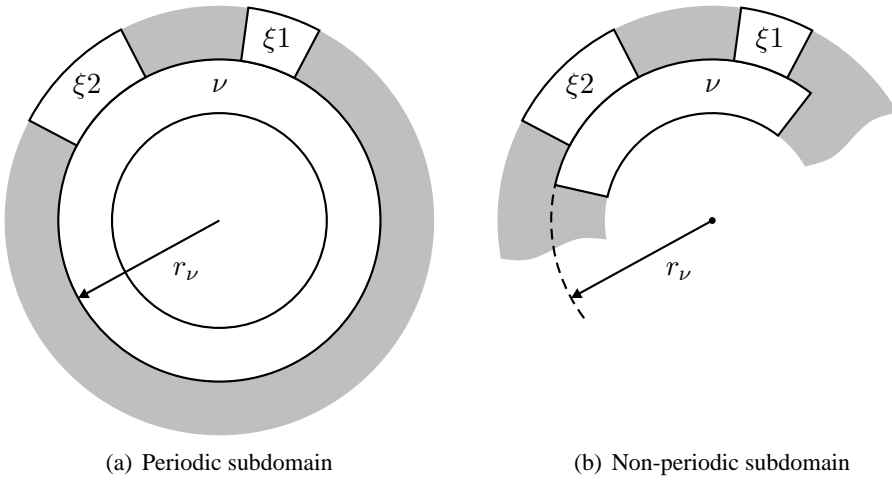 ξ2
ξ1
ν
r_ν
ξ2
ξ1
ν
r_ν
(a) Periodic subdomain
(b) Non-periodic subdomain